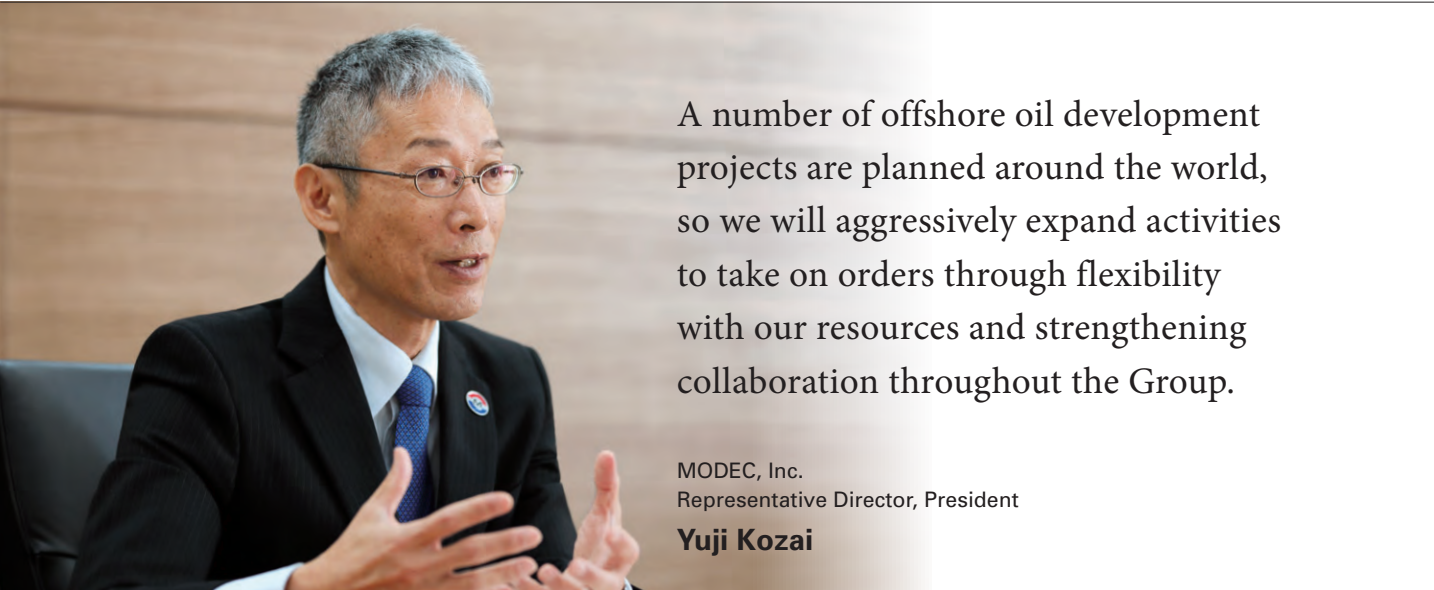 A number of offshore oil development
projects are planned around the world,
so we will aggressively expand activities
to take on orders through flexibility
with our resources and strengthening
collaboration throughout the Group.
MODEC, Inc.
Representative Director, President
Yuji Kozai